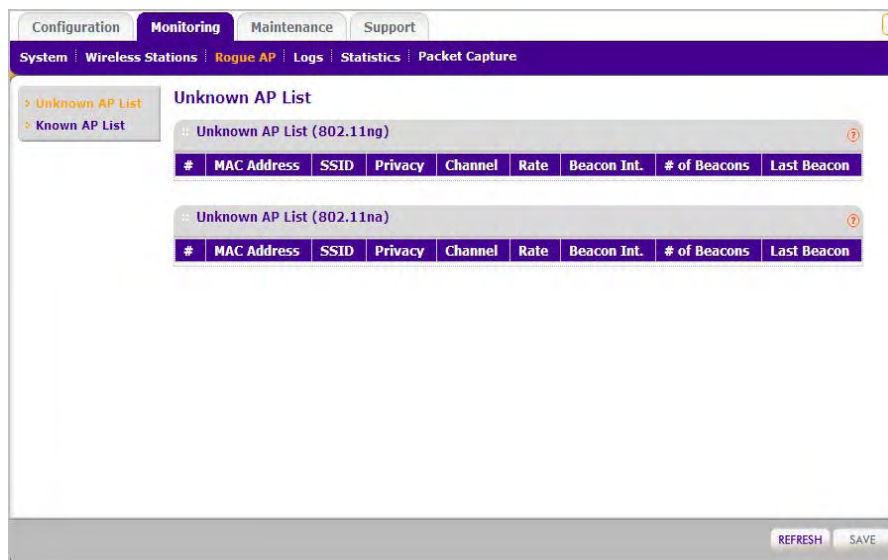 Configuration Monitoring Maintenance Support
System Wireless Stations Rogue AP Logs Statistics Packet Capture
Unknown AP List
Known AP List
Unknown AP List
Unknown AP List (802.11ng)
?
# MAC Address SSID Privacy Channel Rate Beacon Int. # of Beacons Last Beacon
Unknown AP List (802.11na)
?
# MAC Address SSID Privacy Channel Rate Beacon Int. # of Beacons Last Beacon
REFRESH SAVE